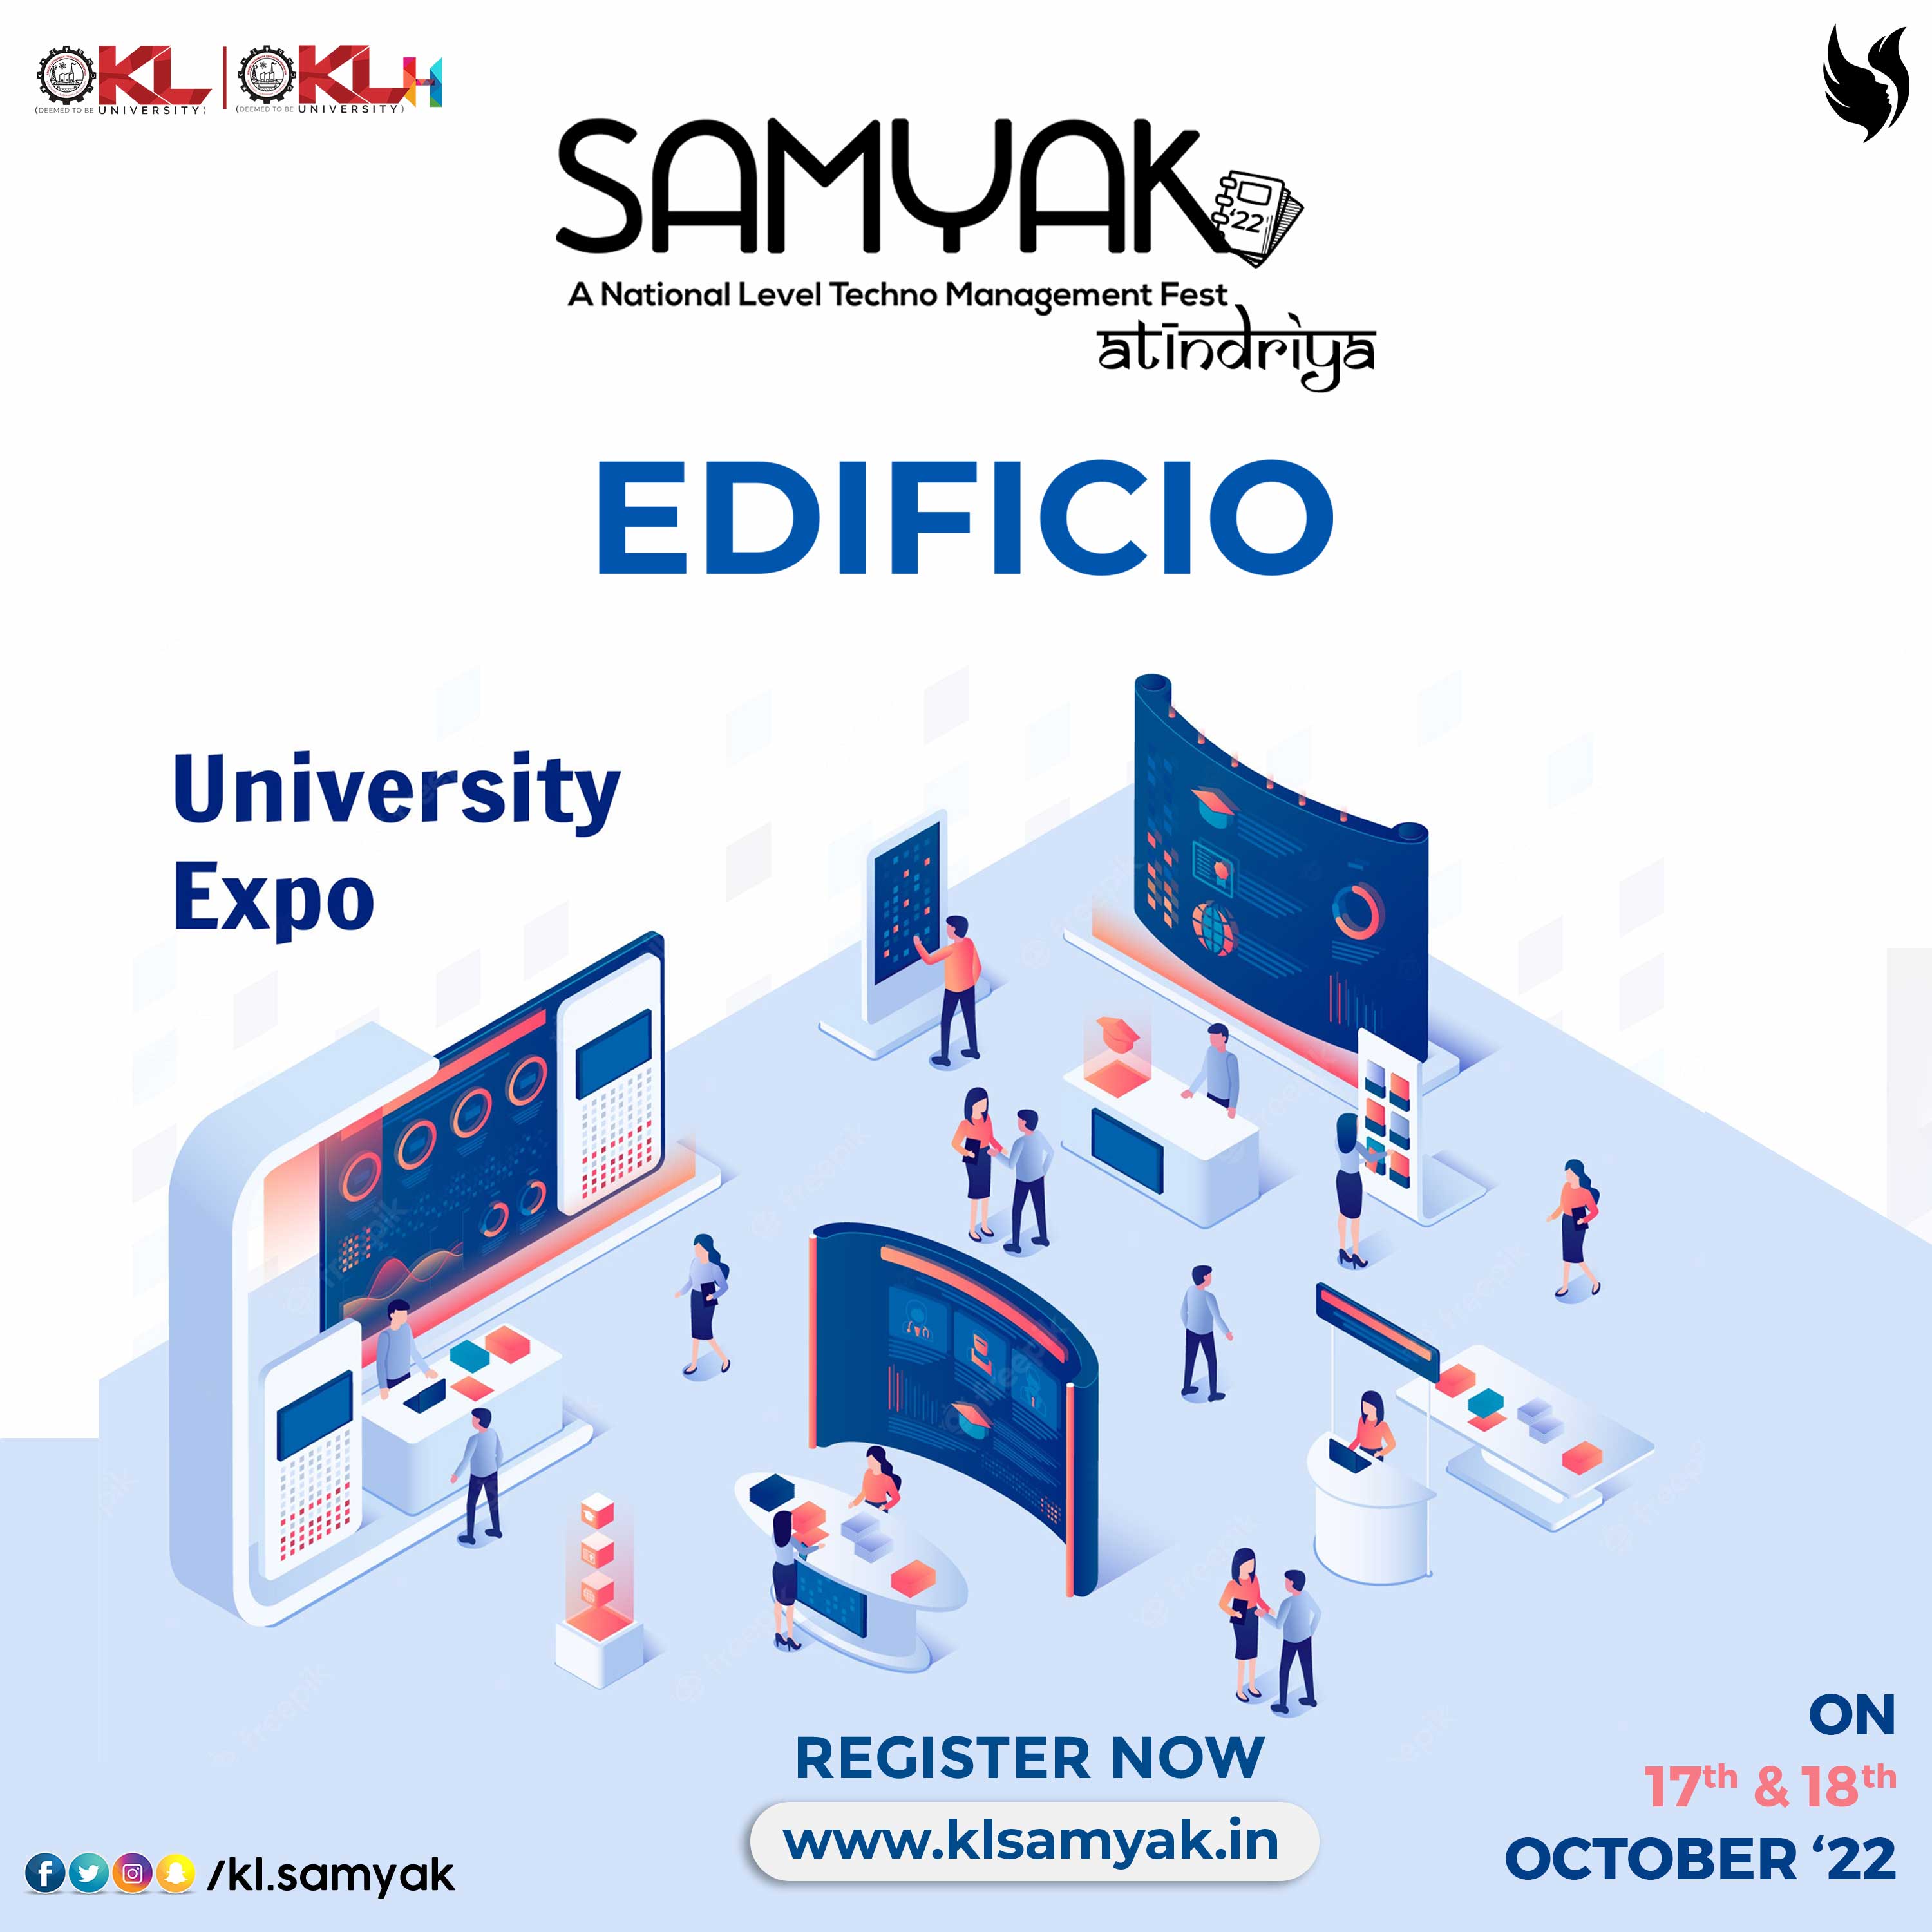 KL | KLH
(DEEMED TO BE UNIVERSITY) (DEEMED TO BE UNIVERSITY)
SAMYAK '22
A National Level Techno Management Fest
atīndriya
EDIFICIO
University
Expo
REGISTER NOW
www.klsamyak.in
/kl.samyak
ON
17th & 18th
OCTOBER ‘22
freepik